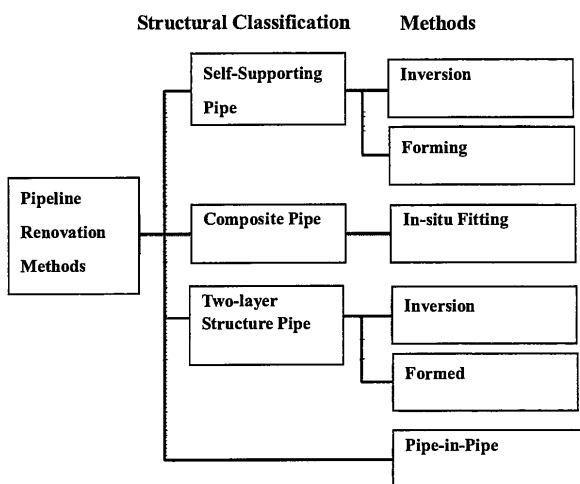 Structural Classification Methods
Self-Supporting
Pipe
Inversion
Forming
Pipeline
Renovation
Methods
Composite Pipe
In-situ Fitting
Two-layer
Structure Pipe
Inversion
Formed
Pipe-in-Pipe